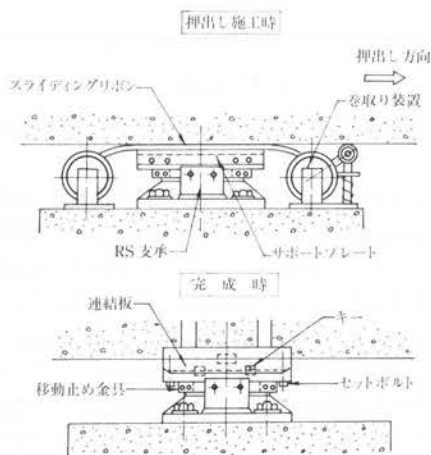 押出し施工時
押出し方向
スライディングリボン
巻取り装置
RS支承
サポートプレート
完成時
連結板
キー
移動止め金具
セットボルト